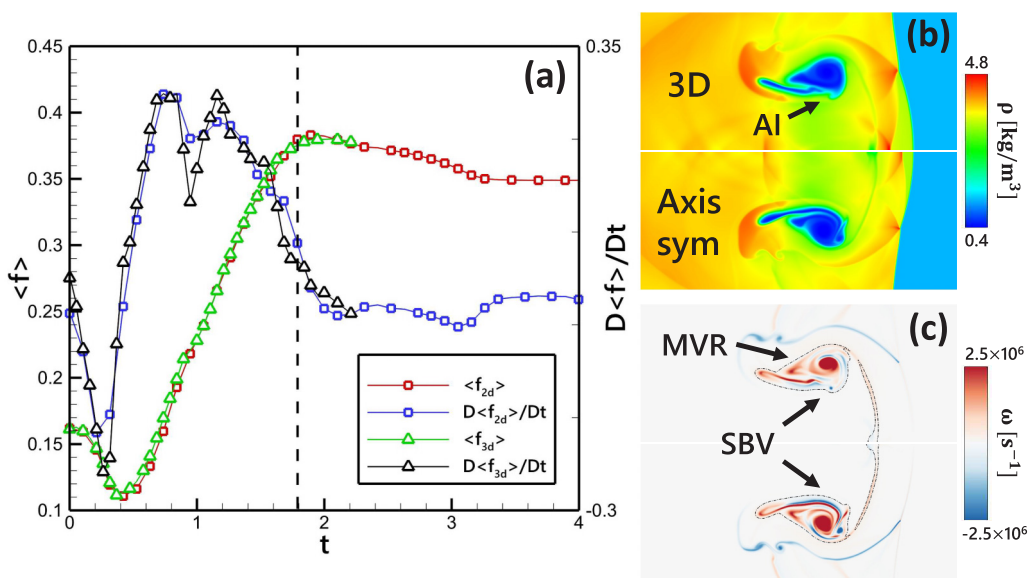 (a)
0.45
0.4
0.35
0.3
0.25
0.2
0.15
0.1
<f>
0.35
-0.3
D<f>/Dt
0
1
2
3
4
t
<f2d>
D<f2d>/Dt
<f3d>
D<f3d>/Dt
(b)
3D
AI
Axis
sym
4.8
ρ [kg/m³]
0.4
(c)
MVR
SBV
2.5×10⁶
ω [s⁻¹]
-2.5×10⁶